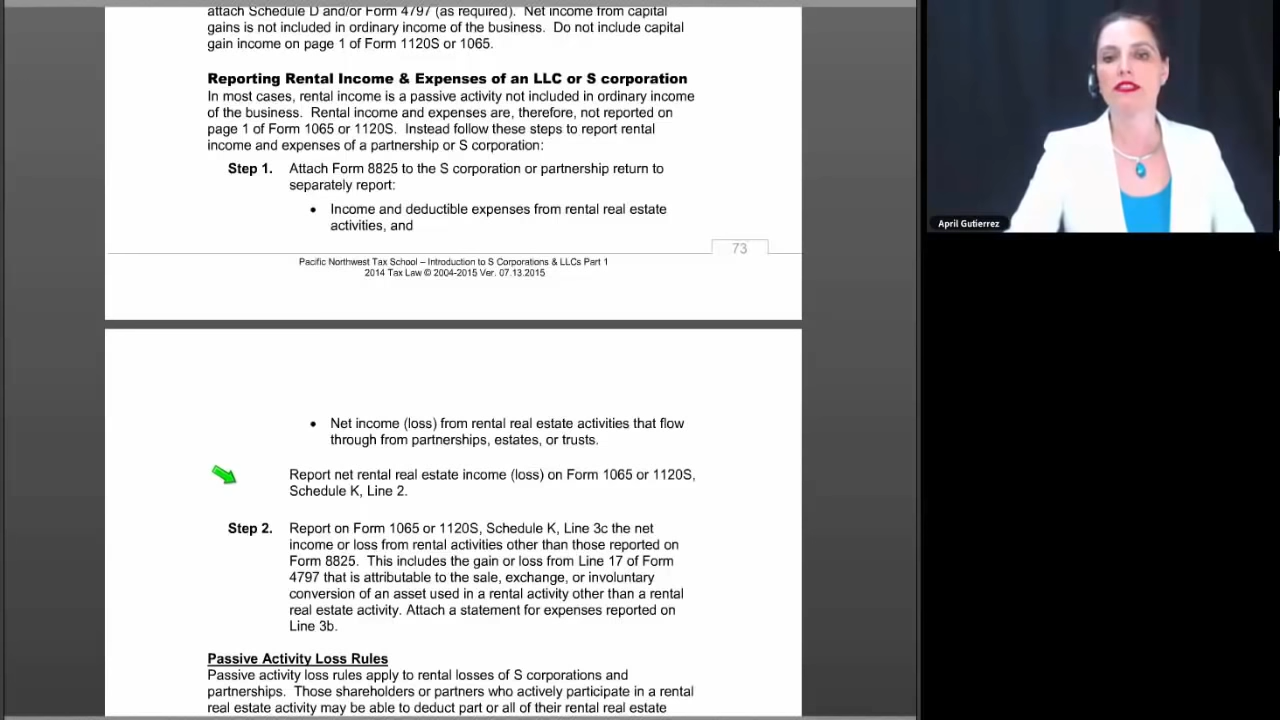 attach Schedule D and/or Form 4797 (as required). Net income from capital
gains is not included in ordinary income of the business. Do not include capital
gain income on page 1 of Form 1120S or 1065.
Reporting Rental Income & Expenses of an LLC or S corporation
In most cases, rental income is a passive activity not included in ordinary income
of the business. Rental income and expenses are, therefore, not reported on
page 1 of Form 1065 or 1120S. Instead follow these steps to report rental
income and expenses of a partnership or S corporation:
Step 1. Attach Form 8825 to the S corporation or partnership return to
separately report:
• Income and deductible expenses from rental real estate
activities, and
73
Pacific Northwest Tax School – Introduction to S Corporations & LLCs Part 1
2014 Tax Law © 2004-2015 Ver. 07.13.2015
• Net income (loss) from rental real estate activities that flow
through from partnerships, estates, or trusts.
Report net rental real estate income (loss) on Form 1065 or 1120S,
Schedule K, Line 2.
Step 2. Report on Form 1065 or 1120S, Schedule K, Line 3c the net
income or loss from rental activities other than those reported on
Form 8825. This includes the gain or loss from Line 17 of Form
4797 that is attributable to the sale, exchange, or involuntary
conversion of an asset used in a rental activity other than a rental
real estate activity. Attach a statement for expenses reported on
Line 3b.
Passive Activity Loss Rules
Passive activity loss rules apply to rental losses of S corporations and
partnerships. Those shareholders or partners who actively participate in a rental
real estate activity may be able to deduct part or all of their rental real estate
April Gutierrez